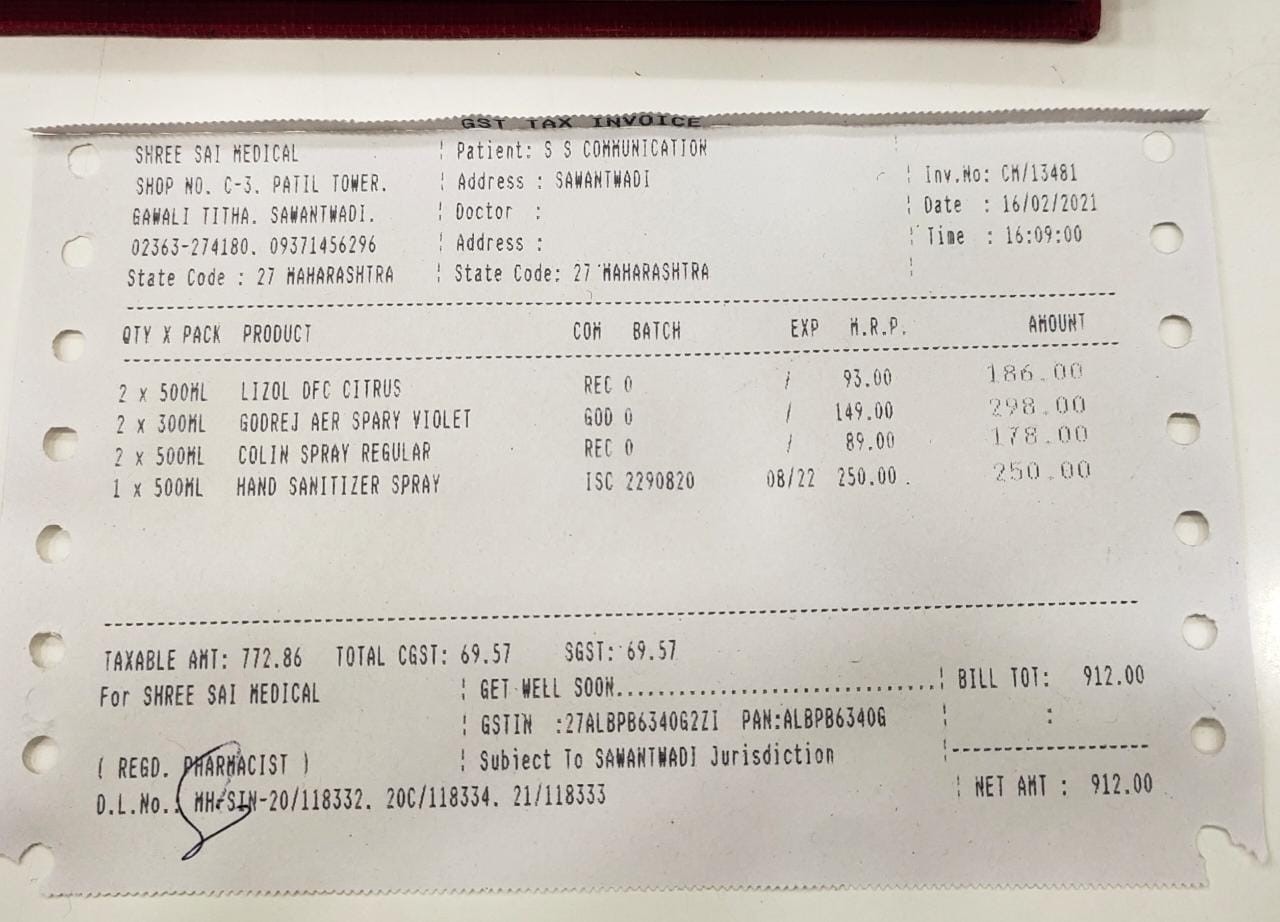 GST TAX INVOICE
SHREE SAI MEDICAL ¦ Patient: S S COMMUNICATION
SHOP NO. C-3. PATIL TOWER. ¦ Address : SAWANTWADI ¦ Inv.No: CM/13481
GAWALI TITHA. SAWANTWADI. ¦ Doctor : ¦ Date : 16/02/2021
02363-274180. 09371456296 ¦ Address : ¦ Time : 16:09:00
State Code : 27 MAHARASHTRA ¦ State Code: 27 MAHARASHTRA ¦
QTY X PACK PRODUCT COM BATCH EXP M.R.P. AMOUNT
2 x 500ML LIZOL DFC CITRUS REC 0 / 93.00 186.00
2 x 300ML GODREJ AER SPARY VIOLET GOD 0 / 149.00 298.00
2 x 500ML COLIN SPRAY REGULAR REC 0 / 89.00 178.00
1 x 500ML HAND SANITIZER SPRAY ISC 2290820 08/22 250.00 250.00
TAXABLE AMT: 772.86 TOTAL CGST: 69.57 SGST: 69.57
For SHREE SAI MEDICAL ¦ GET WELL SOON................................¦ BILL TOT: 912.00
¦ GSTIN :27ALBPB6340G2ZI PAN:ALBPB6340G ¦ :
( REGD. PHARMACIST ) ¦ Subject To SAWANTWADI Jurisdiction ¦--------------------
D.L.No.: MH-SIN-20/118332. 20C/118334. 21/118333 ¦ NET AMT : 912.00